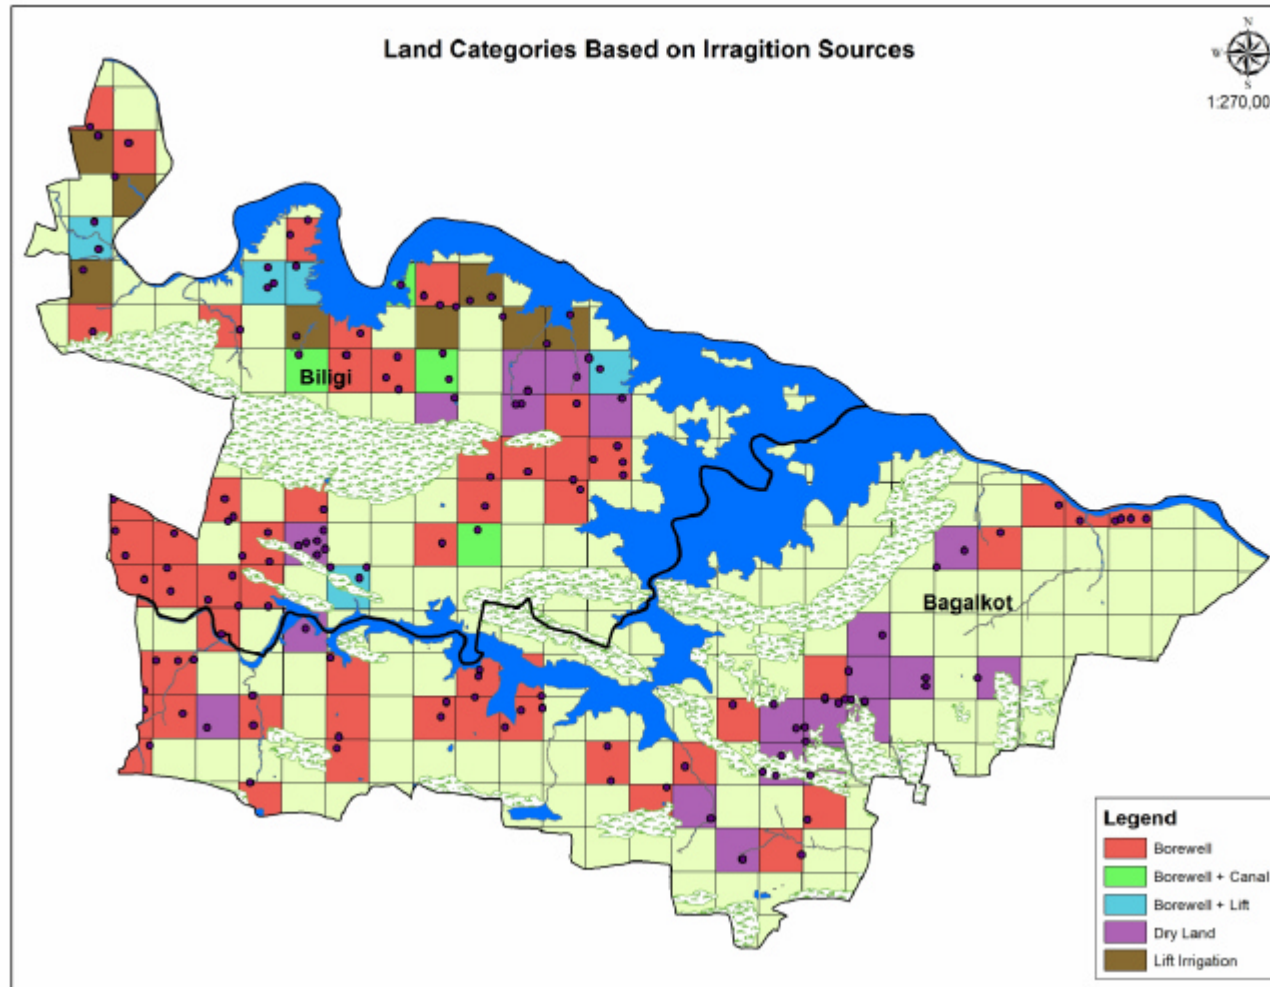 Land Categories Based on Irragition Sources
N
W
S
1:270,00
Biligi
Bagalkot
Legend
Borewell
Borewell + Canal
Borewell + Lift
Dry Land
Lift Irrigation